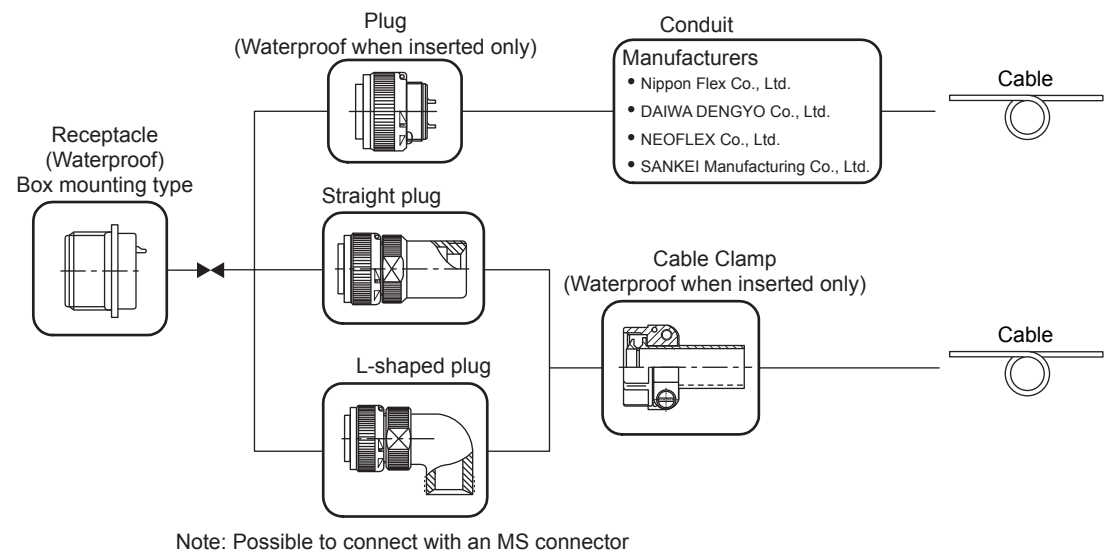 Plug
(Waterproof when inserted only)
Conduit
Manufacturers
• Nippon Flex Co., Ltd.
• DAIWA DENGYO Co., Ltd.
• NEOFLEX Co., Ltd.
• SANKEI Manufacturing Co., Ltd.
Cable
Receptacle
(Waterproof)
Box mounting type
Straight plug
Cable Clamp
(Waterproof when inserted only)
Cable
L-shaped plug
Note: Possible to connect with an MS connector